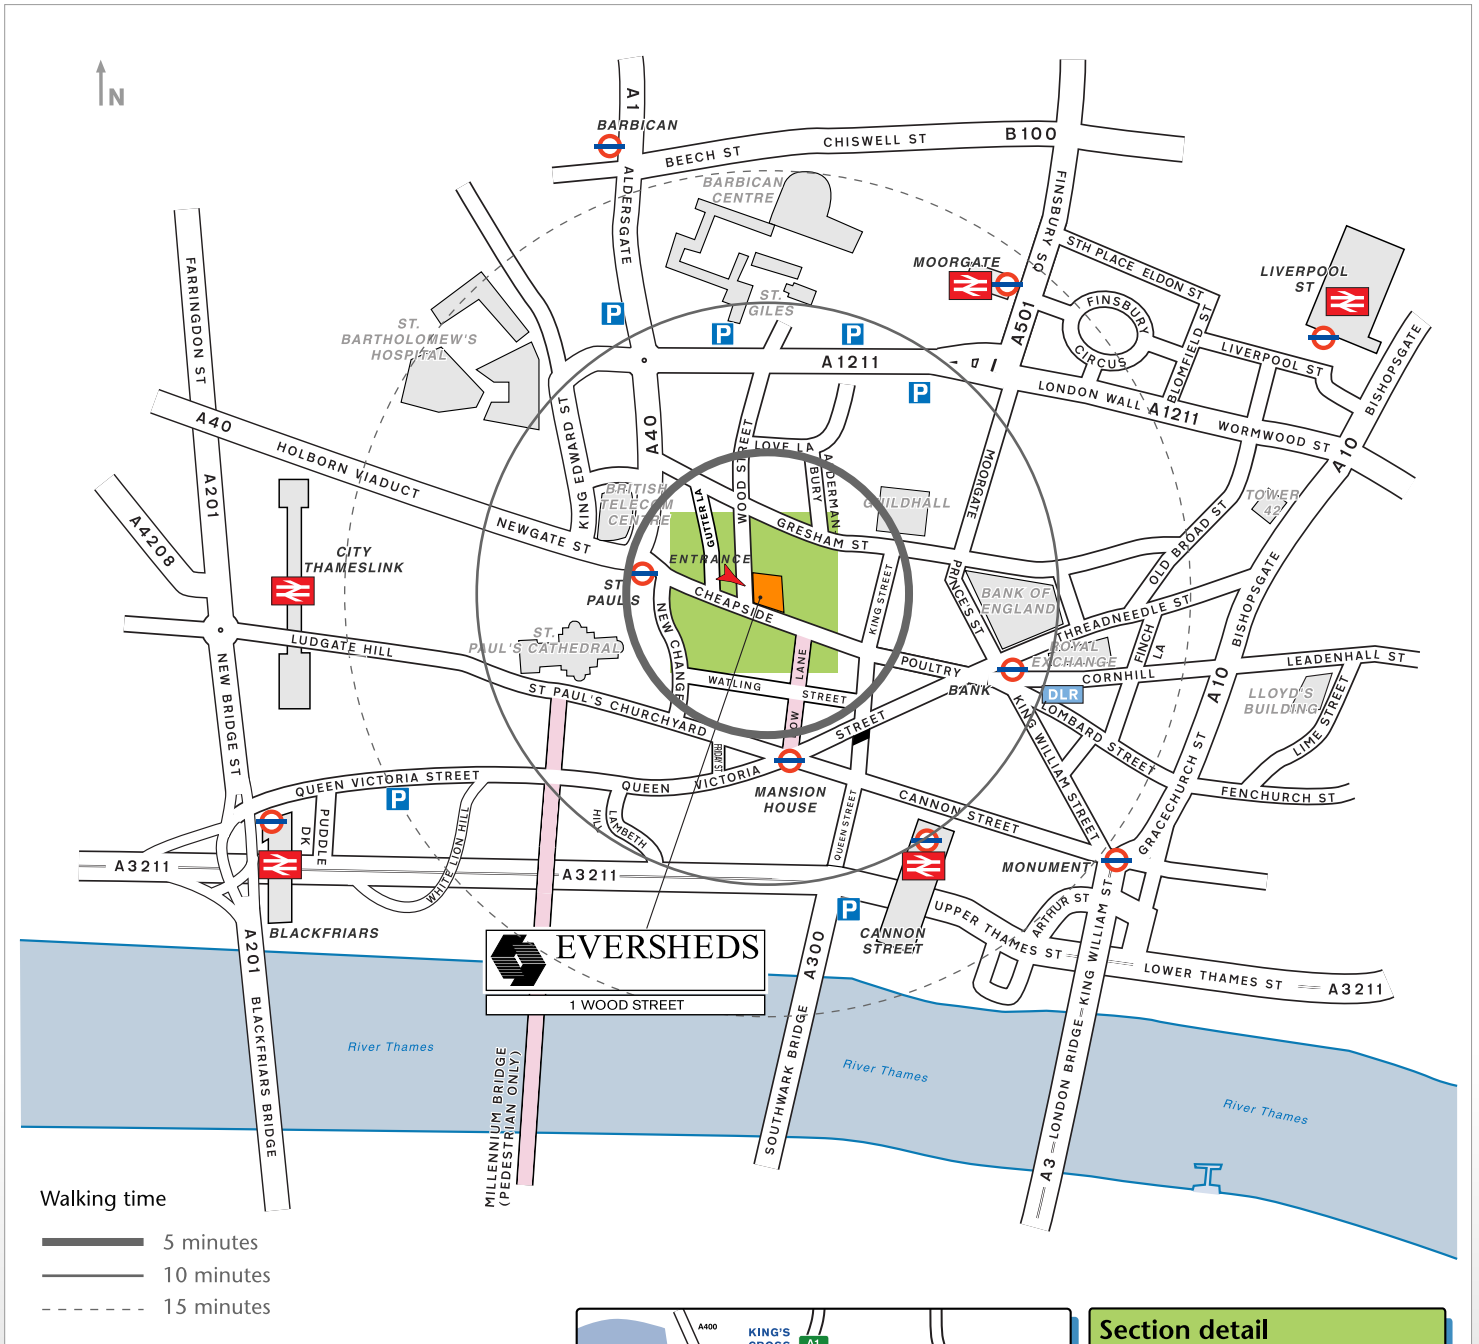 N
A1
BARBICAN
BEECH ST
CHISWELL ST
B100
ALDERSGATE
BARBICAN
CENTRE
FINSBURY SQ
STH PLACE ELDON ST
MOORGATE
LIVERPOOL
ST
FARRINGDON ST
ST.
BARTHOLOMEW'S
HOSPITAL
P
P
P
P
ST.
GILES
A501
FINSBURY
CIRCUS
BLOMFIELD ST
LIVERPOOL ST
BISHOPSGATE
A1211
LONDON WALL
A1211
WORMWOOD ST
A10
A40
HOLBORN VIADUCT
A201
A4208
NEWGATE ST
KING EDWARD ST
A40
LOVE LA
WOOD STREET
ALDERMAN
BURY
MOORGATE
BRITISH
TELECOM
CENTRE
GUTTER LA
GRESHAM ST
GUILDHALL
TOWER
42
OLD BROAD ST
CITY
THAMESLINK
ENTRANCE
ST
PAUL'S
CHEAPSIDE
KING STREET
PRINCE'S ST
BANK OF
ENGLAND
THREADNEEDLE ST
BISHOPSGATE
ROYAL
EXCHANGE
FINCH
LA
LUDGATE HILL
ST.
PAUL'S CATHEDRAL
NEW CHANGE
LANE
BOW
WATLING
STREET
POULTRY
BANK
DLR
CORNHILL
LEADENHALL ST
A10
LLOYD'S
BUILDING
LIME STREET
NEW BRIDGE ST
ST PAUL'S CHURCHYARD
FRIDAY ST
STREET
KING WILLIAM STREET
LOMBARD STREET
QUEEN VICTORIA STREET
P
QUEEN
VICTORIA
MANSION
HOUSE
CANNON STREET
GRACECHURCH ST
FENCHURCH ST
PUDDLE
DK
WHITE LION HILL
LAMBETH
HILL
QUEEN STREET
A3211
A3211
MONUMENT
BLACKFRIARS
P
CANNON
STREET
UPPER THAMES ST
ARTHUR ST
KING WILLIAM ST
LOWER THAMES ST
A3211
A201
EVERSHEDS
1 WOOD STREET
A300
BLACKFRIARS BRIDGE
River Thames
MILLENNIUM BRIDGE
(PEDESTRIAN ONLY)
SOUTHWARK BRIDGE
River Thames
LONDON BRIDGE
A3
River Thames
Walking time
5 minutes
10 minutes
15 minutes
A400
KING'S
A1
Section detail